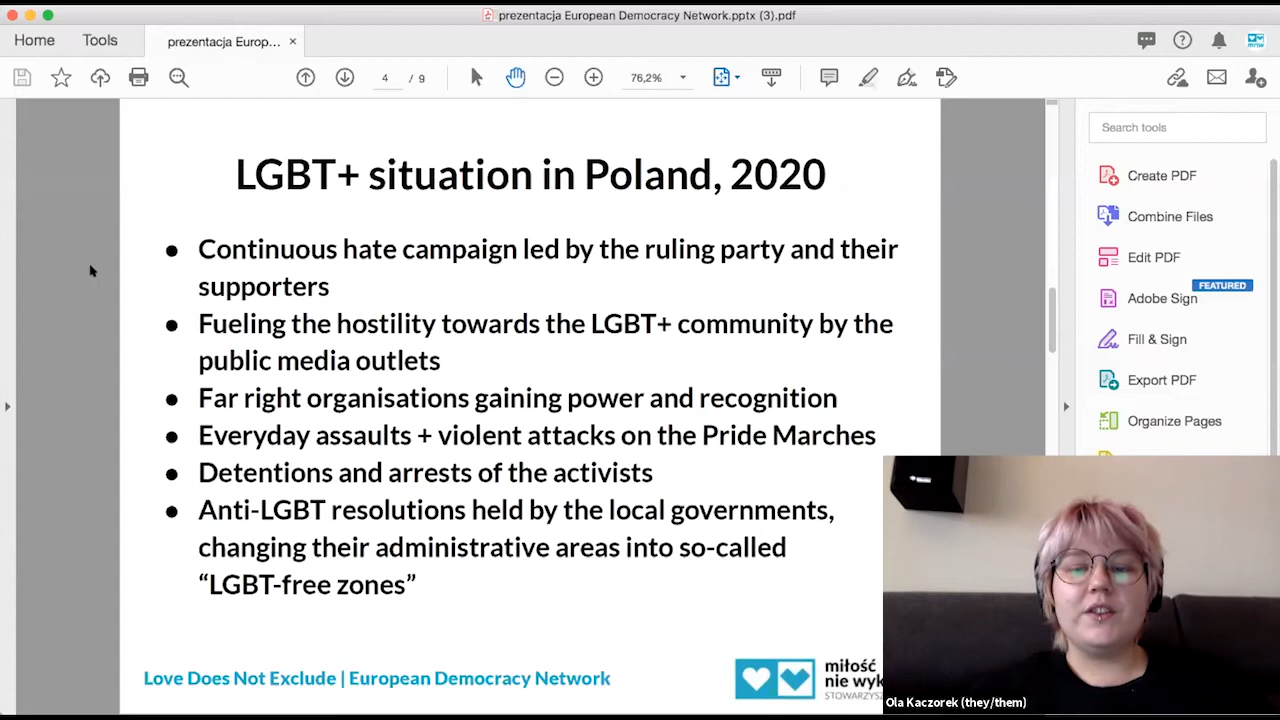 prezentacja European Democracy Network.pptx (3).pdf
Home Tools prezentacja Europ... ×
4 / 9 76,2%
Search tools
Create PDF
Combine Files
Edit PDF
FEATURED
Adobe Sign
Fill & Sign
Export PDF
Organize Pages
LGBT+ situation in Poland, 2020
● Continuous hate campaign led by the ruling party and their
supporters
● Fueling the hostility towards the LGBT+ community by the
public media outlets
● Far right organisations gaining power and recognition
● Everyday assaults + violent attacks on the Pride Marches
● Detentions and arrests of the activists
● Anti-LGBT resolutions held by the local governments,
changing their administrative areas into so-called
“LGBT-free zones”
Love Does Not Exclude | European Democracy Network
miłość
nie wyk
STOWARZYSZ
Ola Kaczorek (they/them)